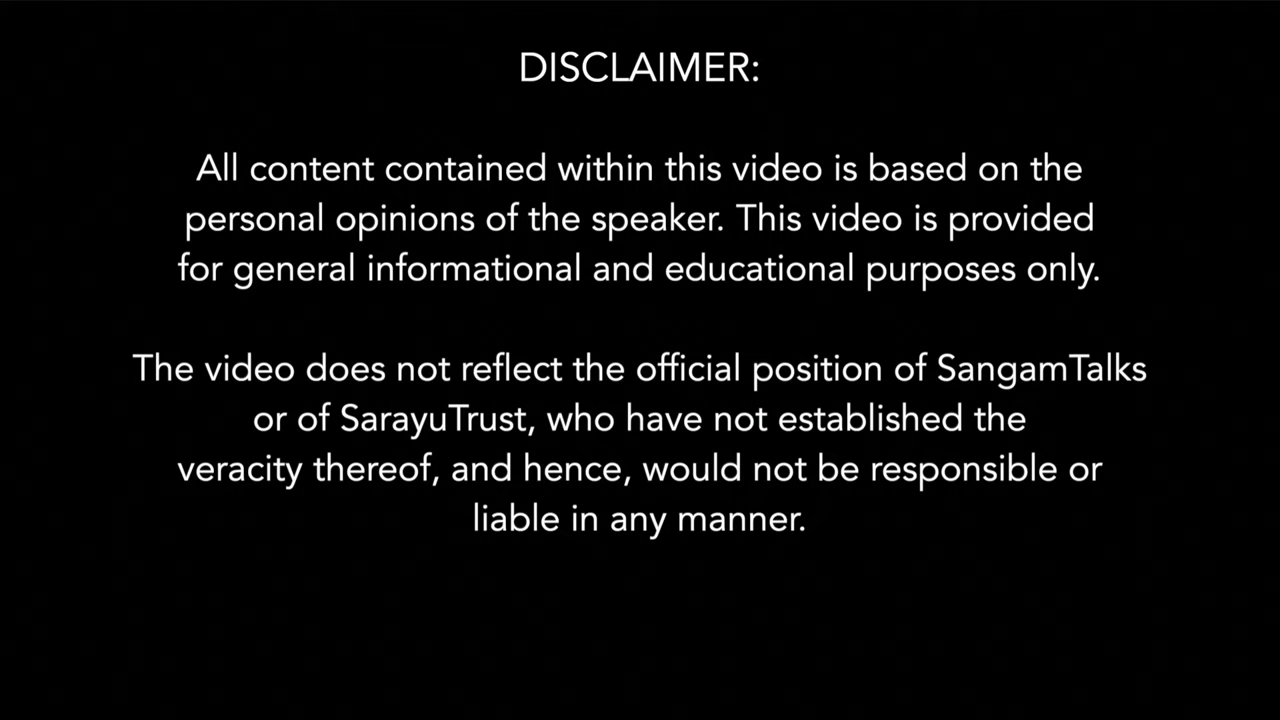 DISCLAIMER:
All content contained within this video is based on the
personal opinions of the speaker. This video is provided
for general informational and educational purposes only.
The video does not reflect the official position of SangamTalks
or of SarayuTrust, who have not established the
veracity thereof, and hence, would not be responsible or
liable in any manner.